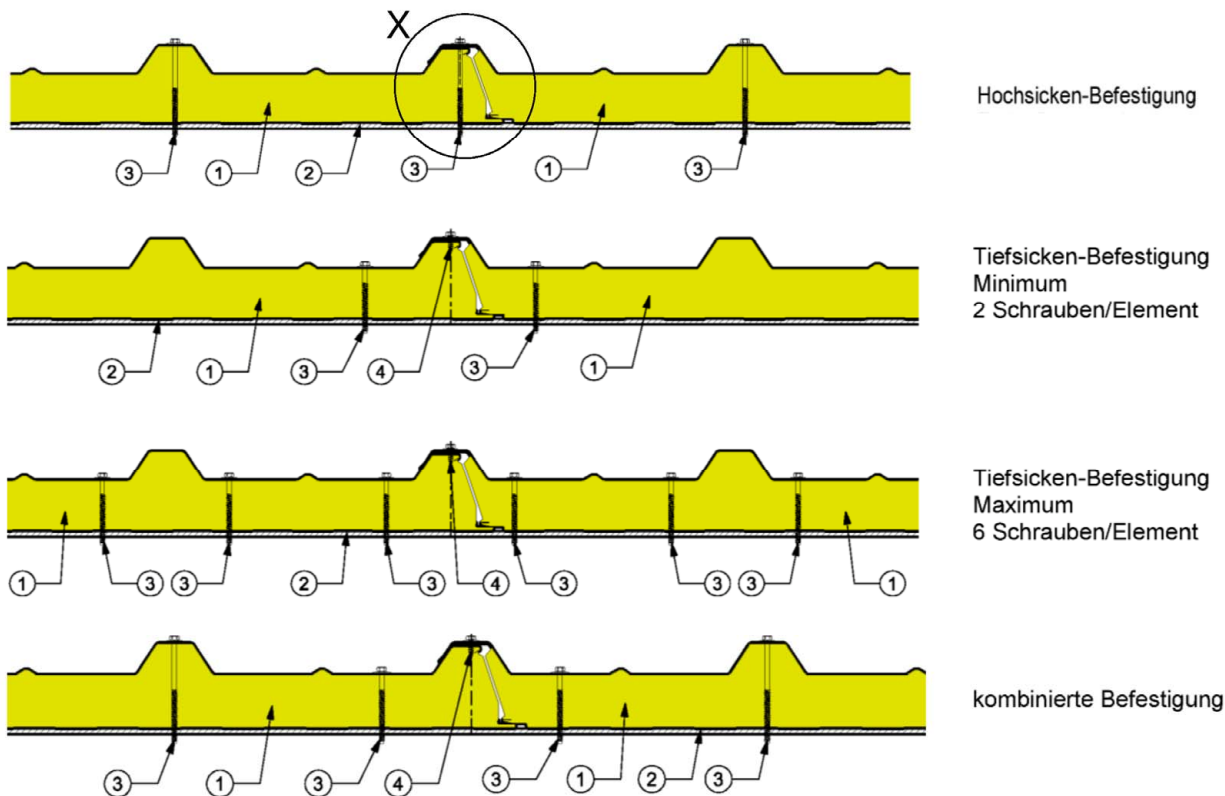 X
Hochsicken-Befestigung
3 1 2 3 1 3
Tiefsicken-Befestigung
Minimum
2 Schrauben/Element
2 1 3 4 3 1
Tiefsicken-Befestigung
Maximum
6 Schrauben/Element
1 3 3 2 3 4 3 3 3 1
kombinierte Befestigung
3 1 3 4 3 1 2 3